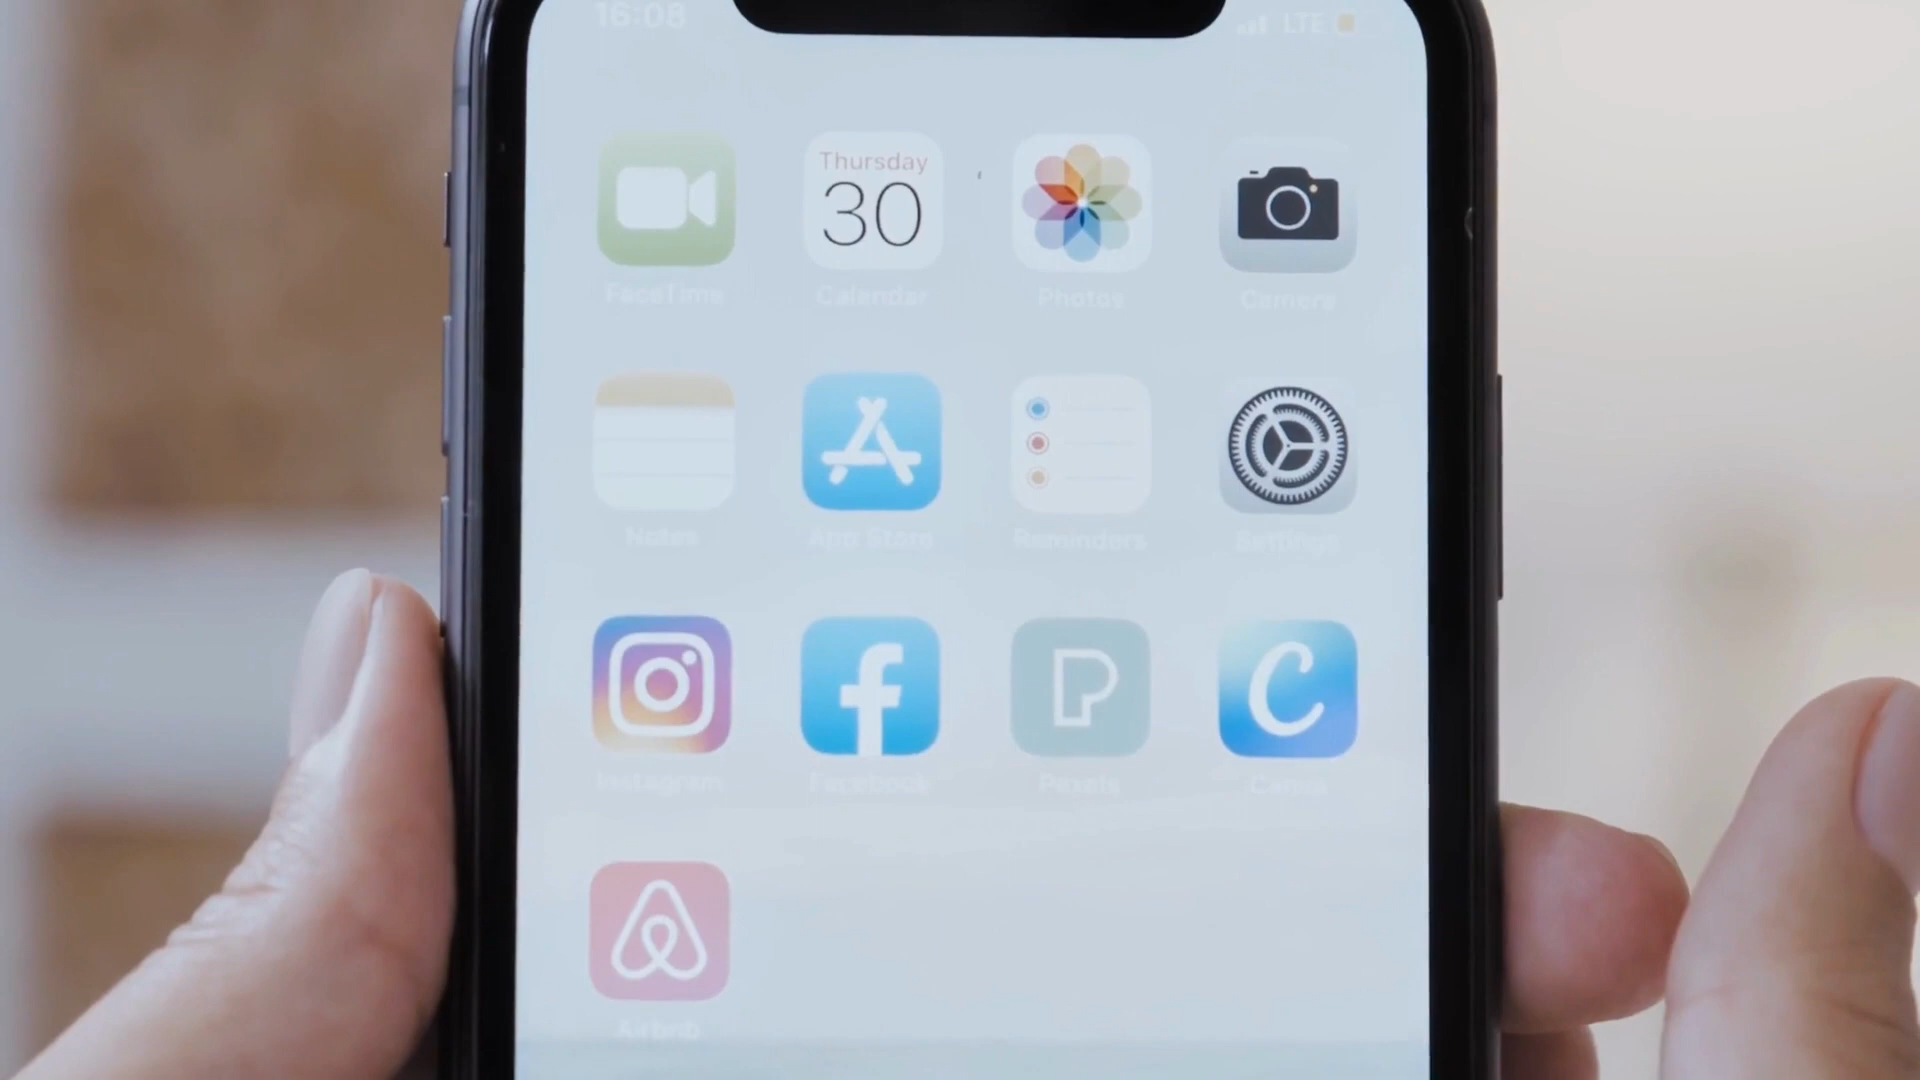 16:08 LTE
Thursday
30
FaceTime Calendar Photos Camera
Notes App Store Reminders Settings
Instagram Facebook Pexels Canva
Airbnb